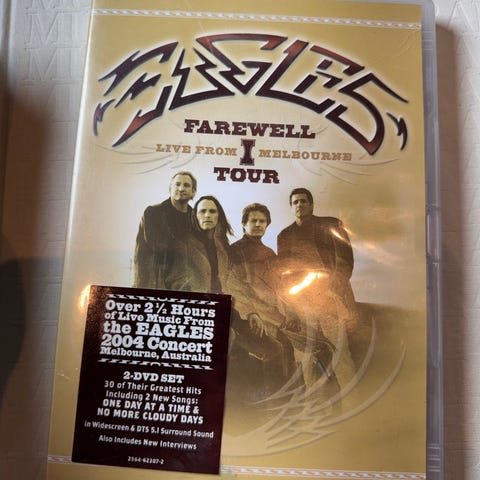 EAGLES
FAREWELL
LIVE FROM I MELBOURNE
TOUR
Over 2 1/2 Hours
of Live Music From
the EAGLES
2004 Concert
Melbourne, Australia
2-DVD SET
30 of Their Greatest Hits
Including 2 New Songs:
ONE DAY AT A TIME &
NO MORE CLOUDY DAYS
in Widescreen & DTS 5.1 Surround Sound
Also Includes New Interviews
2564-62307-2